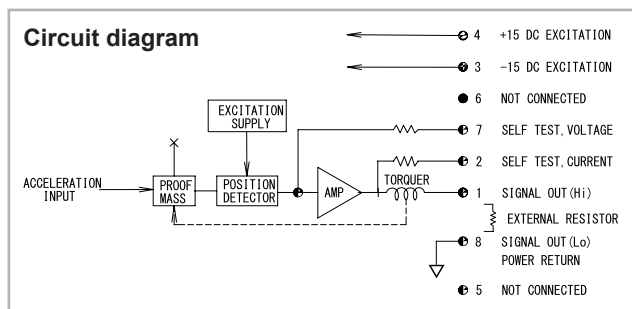 Circuit diagram
4 +15 DC EXCITATION
3 -15 DC EXCITATION
6 NOT CONNECTED
EXCITATION
SUPPLY
7 SELF TEST, VOLTAGE
2 SELF TEST, CURRENT
ACCELERATION
INPUT
PROOF
MASS
POSITION
DETECTOR
AMP
TORQUER
1 SIGNAL OUT (Hi)
EXTERNAL RESISTOR
8 SIGNAL OUT (Lo)
POWER RETURN
5 NOT CONNECTED